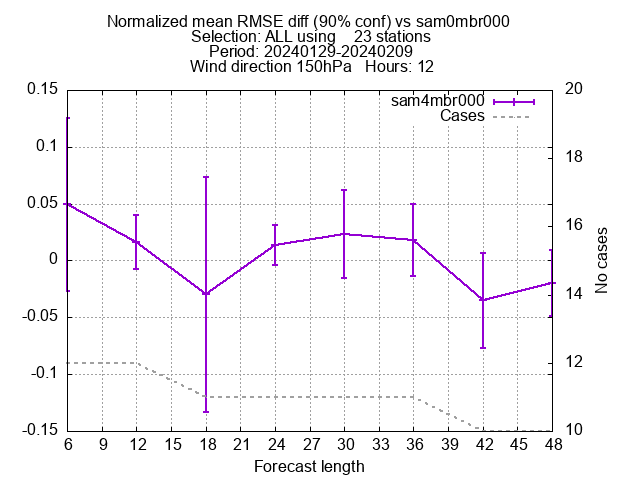 Normalized mean RMSE diff (90% conf) vs sam0mbr000
Selection: ALL using    23 stations
Period: 20240129-20240209
Wind direction 150hPa   Hours: 12
0.15
0.1
0.05
0
-0.05
-0.1
-0.15
20
18
16
14
12
10
sam4mbr000
Cases
No cases
6 9 12 15 18 21 24 27 30 33 36 39 42 45 48
Forecast length